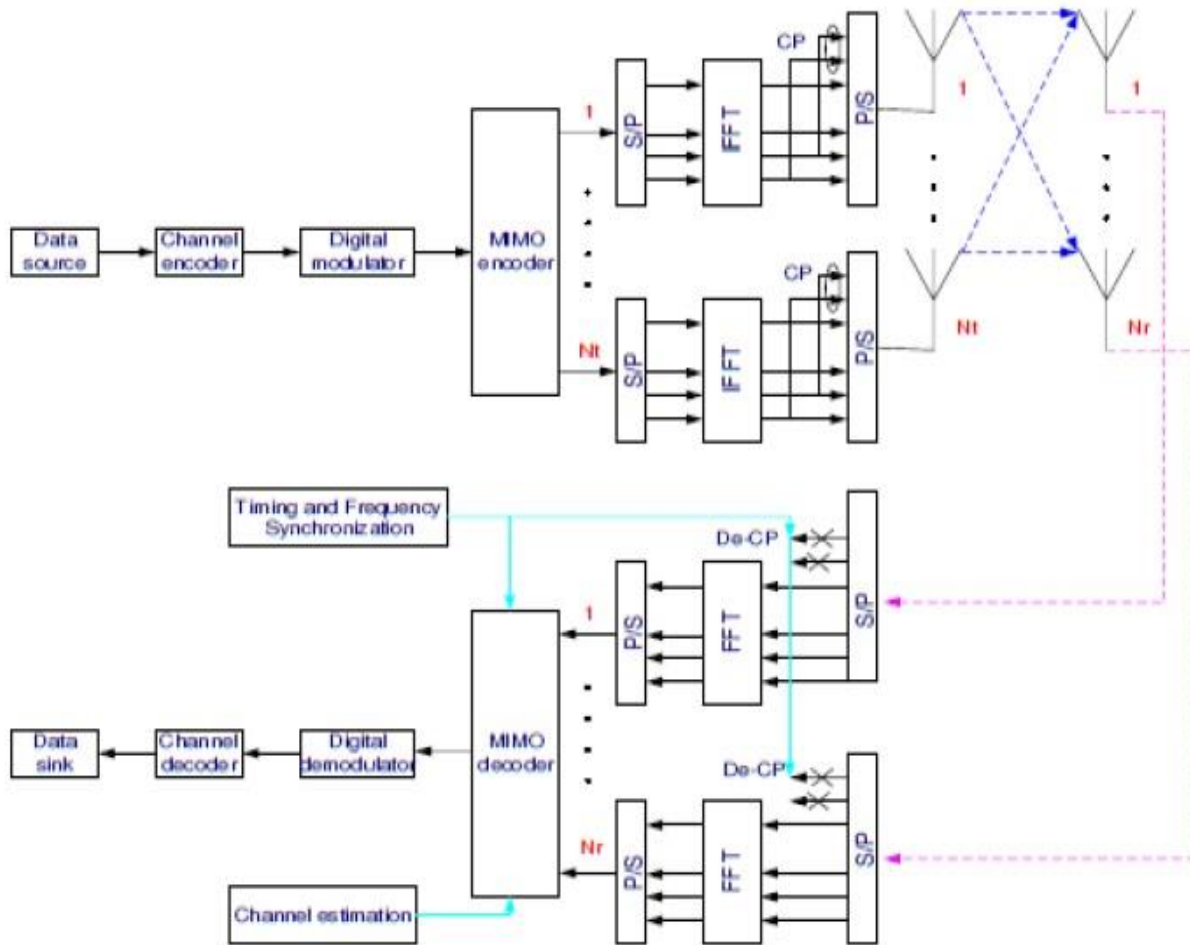 CP
1
S/P
IFFT
P/S
1
1
Data
source
Channel
encoder
Digital
modulator
MIMO
encoder
CP
Nt
S/P
IFFT
P/S
Nt
Nr
Timing and Frequency
Synchronization
De-CP
1
P/S
FFT
S/P
Data
sink
Channel
decoder
Digital
demodulator
MIMO
decoder
De-CP
Nr
P/S
FFT
S/P
Channel estimation